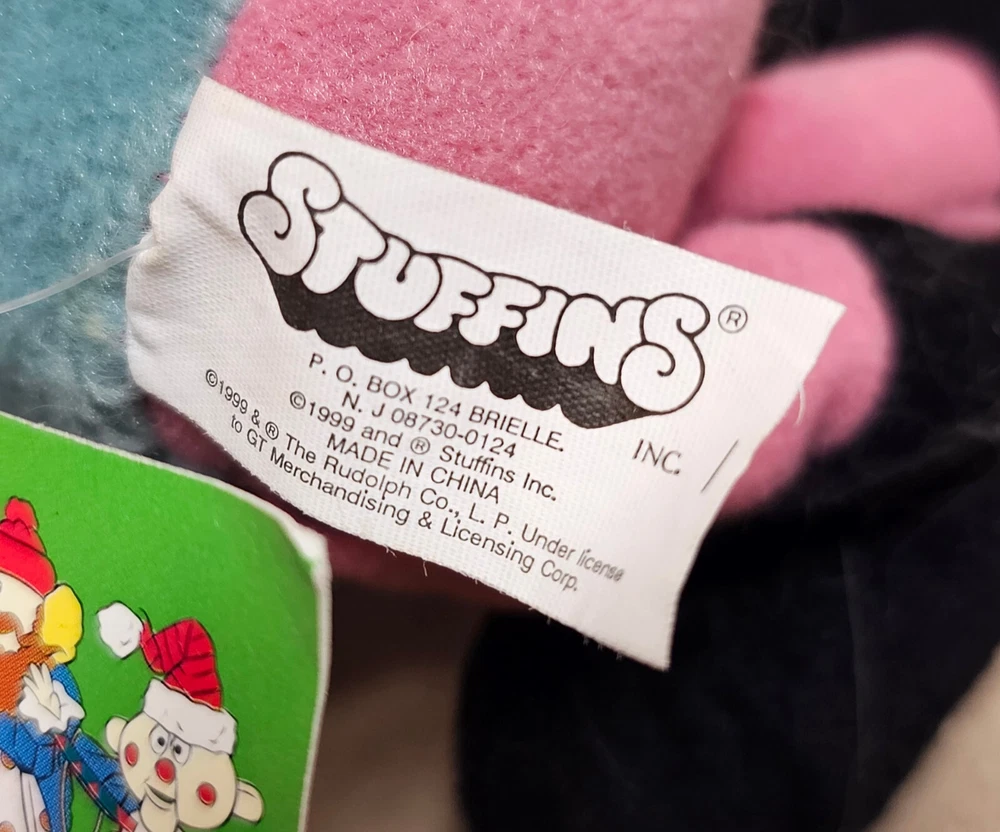 STUFFINS ®
INC.
P. O. BOX 124 BRIELLE.
N. J 08730-0124
©1999 and ® Stuffins Inc.
MADE IN CHINA
©1999 & ® The Rudolph Co., L. P. Under license
to GT Merchandising & Licensing Corp.